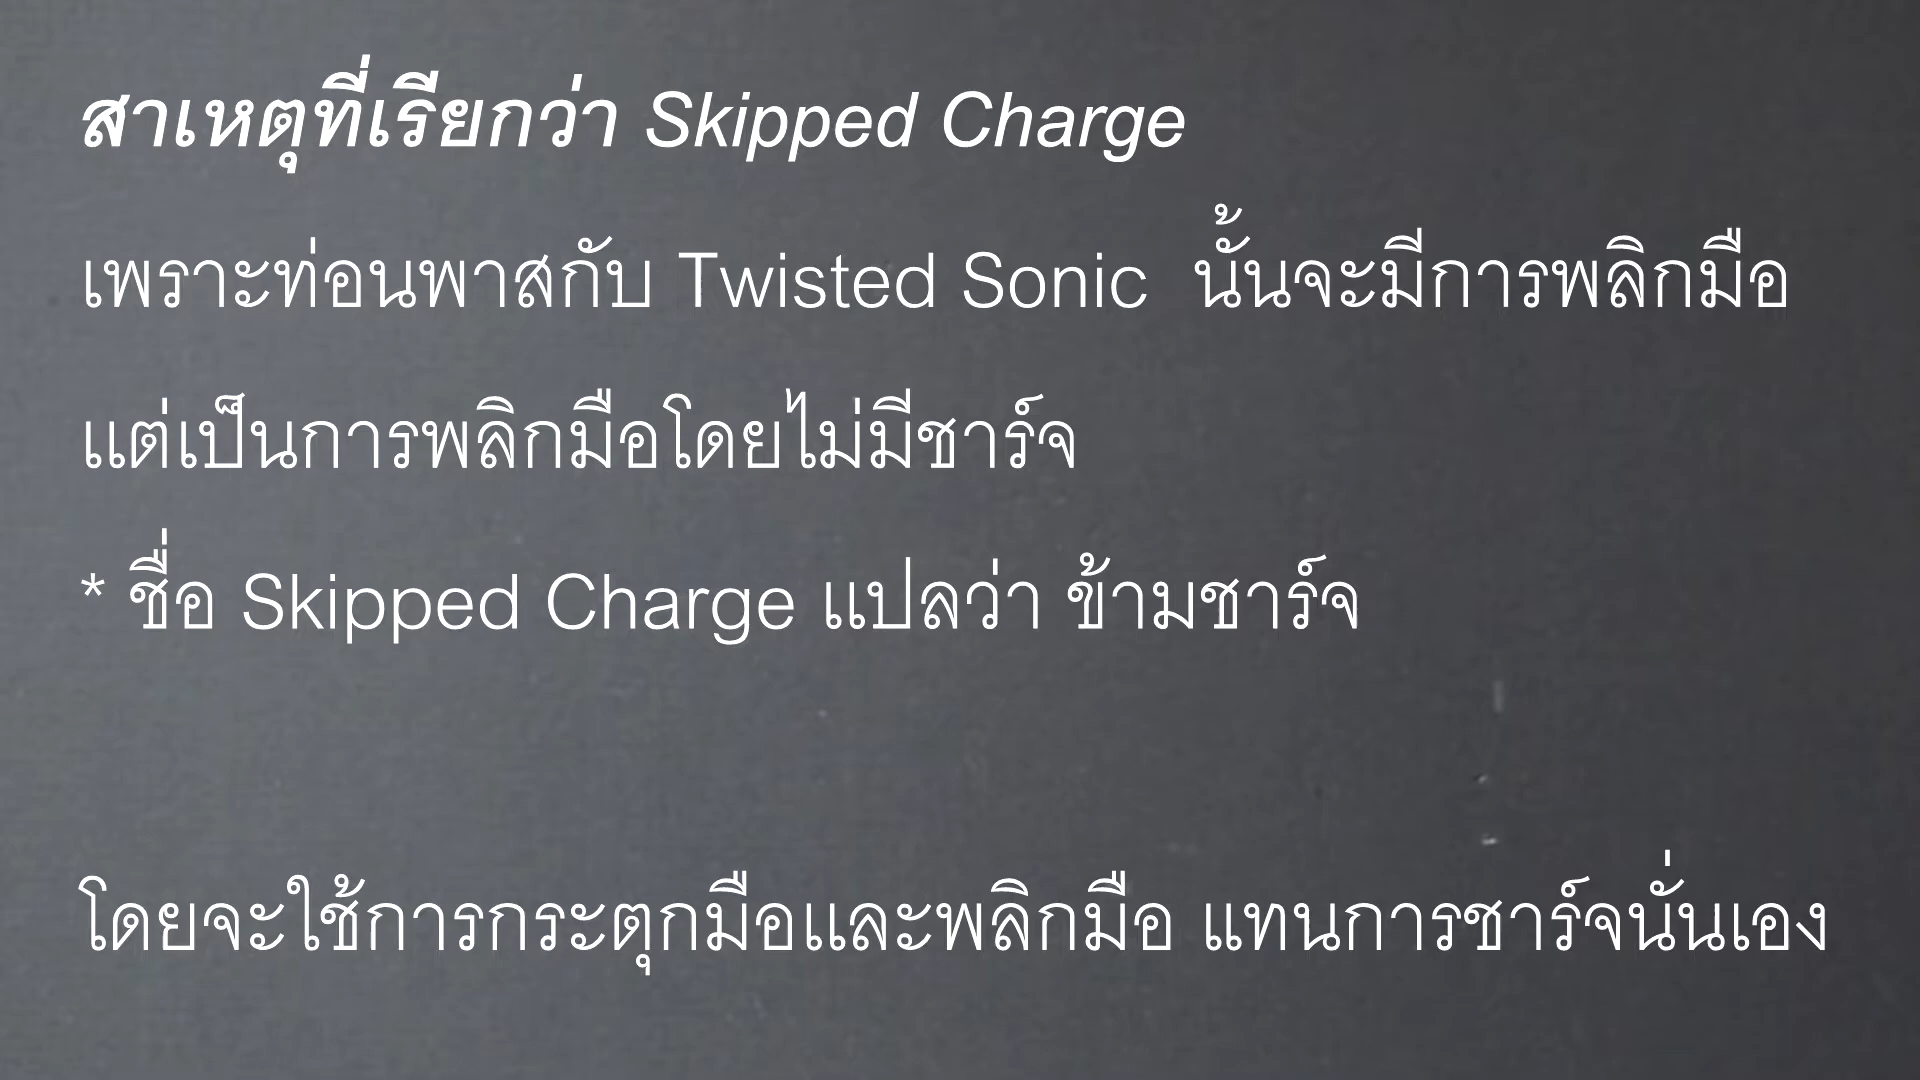 สาเหตุที่เรียกว่า Skipped Charge
เพราะท่อนพาสกับ Twisted Sonic  นั้นจะมีการพลิกมือ
แต่เป็นการพลิกมือโดยไม่มีชาร์จ
* ชื่อ Skipped Charge แปลว่า ข้ามชาร์จ
โดยจะใช้การกระตุกมือและพลิกมือ แทนการชาร์จนั่นเอง